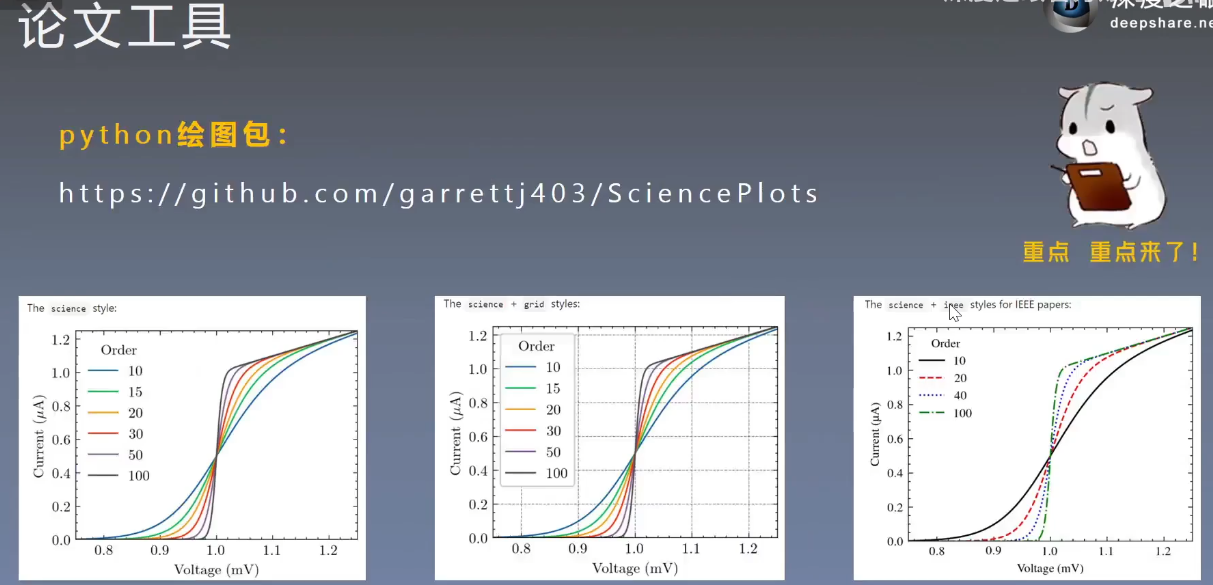 论文工具
deepshare.ne
python绘图包：
https://github.com/garrettj403/SciencePlots
重点 重点来了！
The science style:
Order
10
15
20
30
50
100
1.2
1.0
0.8
0.6
0.4
0.2
0.0
Current (μA)
0.8 0.9 1.0 1.1 1.2
Voltage (mV)
The science + grid styles:
Order
10
15
20
30
50
100
1.2
1.0
0.8
0.6
0.4
0.2
0.0
Current (μA)
0.8 0.9 1.0 1.1 1.2
Voltage (mV)
The science + ieee styles for IEEE papers:
Order
10
20
40
100
1.2
1.0
0.8
0.6
0.4
0.2
0.0
Current (μA)
0.8 0.9 1.0 1.1 1.2
Voltage (mV)